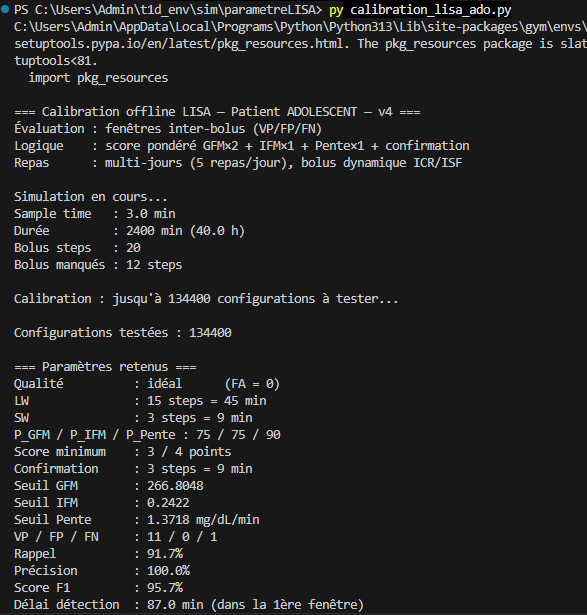 PS C:\Users\Admin\t1d_env\sim\parametreLISA> py calibration_lisa_ado.py
C:\Users\Admin\AppData\Local\Programs\Python\Python313\Lib\site-packages\gym\envs\
setuptools.pypa.io/en/latest/pkg_resources.html. The pkg_resources package is slat
tuptools<81.
import pkg_resources
=== Calibration offline LISA — Patient ADOLESCENT — v4 ===
Évaluation : fenêtres inter-bolus (VP/FP/FN)
Logique    : score pondéré GFM×2 + IFM×1 + Pente×1 + confirmation
Repas      : multi-jours (5 repas/jour), bolus dynamique ICR/ISF
Simulation en cours...
Sample time   : 3.0 min
Durée         : 2400 min (40.0 h)
Bolus steps   : 20
Bolus manqués : 12 steps
Calibration : jusqu'à 134400 configurations à tester...
Configurations testées : 134400
=== Paramètres retenus ===
Qualité          : idéal     (FA = 0)
LW               : 15 steps = 45 min
SW               : 3 steps = 9 min
P_GFM / P_IFM / P_Pente : 75 / 75 / 90
Score minimum    : 3 / 4 points
Confirmation     : 3 steps = 9 min
Seuil GFM        : 266.8048
Seuil IFM        : 0.2422
Seuil Pente      : 1.3718 mg/dL/min
VP / FP / FN     : 11 / 0 / 1
Rappel           : 91.7%
Précision        : 100.0%
Score F1         : 95.7%
Délai détection  : 87.0 min (dans la 1ère fenêtre)